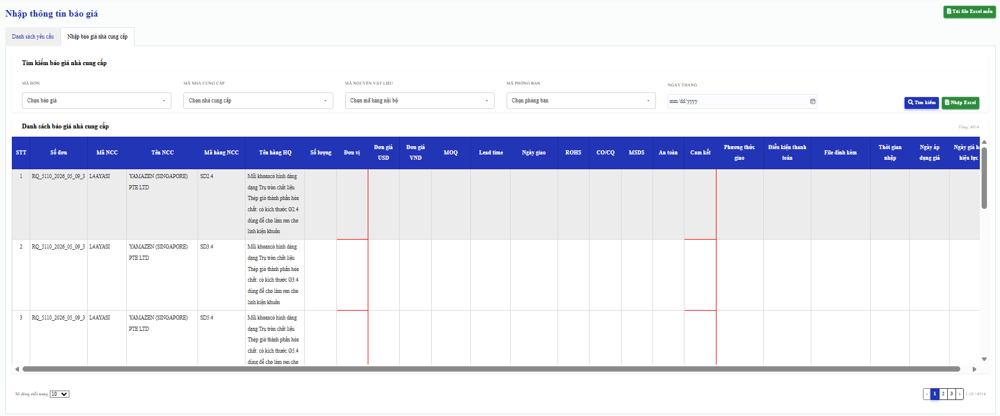 Nhập thông tin báo giá
Tải file Excel mẫu
Danh sách yêu cầu
Nhập báo giá nhà cung cấp
Tìm kiếm báo giá nhà cung cấp
MÃ ĐƠN
MÃ NHÀ CUNG CẤP
MÃ NGUYÊN VẬT LIỆU
MÃ PHÒNG BAN
NGÀY THÁNG
Chọn báo giá
Chọn nhà cung cấp
Chọn mã hàng nội bộ
Chọn phòng ban
mm/dd/yyyy
Tìm kiếm
Nhập Excel
Danh sách báo giá nhà cung cấp
Tổng: 4914
STT
Số đơn
Mã NCC
Tên NCC
Mã hàng NCC
Tên hàng HQ
Số lượng
Đơn vị
Đơn giá
USD
Đơn giá
VND
MOQ
Lead time
Ngày giao
ROHS
CO/CQ
MSDS
An toàn
Cam kết
Phương thức
giao
Điều kiện thanh
toán
File đính kèm
Thời gian
nhập
Ngày áp
dụng giá
Ngày giá
hiệu lực
1
RQ_5110_2026_05_09_3
L4AYASI
YAMAZEN (SINGAPORE)
PTE LTD
SD2.4
Mũi khoancó hình dáng
dạng Trụ tròn chất liệu
Thép gió thành phần hóa
chất: có kích thước Ø2.4
dùng để cho làm ren cho
linh kiện khuôn
2
RQ_5110_2026_05_09_3
L4AYASI
YAMAZEN (SINGAPORE)
PTE LTD
SD3.4
Mũi khoancó hình dáng
dạng Trụ tròn chất liệu
Thép gió thành phần hóa
chất: có kích thước Ø3.4
dùng để cho làm ren cho
linh kiện khuôn
3
RQ_5110_2026_05_09_3
L4AYASI
YAMAZEN (SINGAPORE)
PTE LTD
SD5.4
Mũi khoancó hình dáng
dạng Trụ tròn chất liệu
Thép gió thành phần hóa
chất: có kích thước Ø5.4
dùng để cho làm ren cho
Số dòng mỗi trang
10
‹ 1 2 3 ›
1-10 / 4914